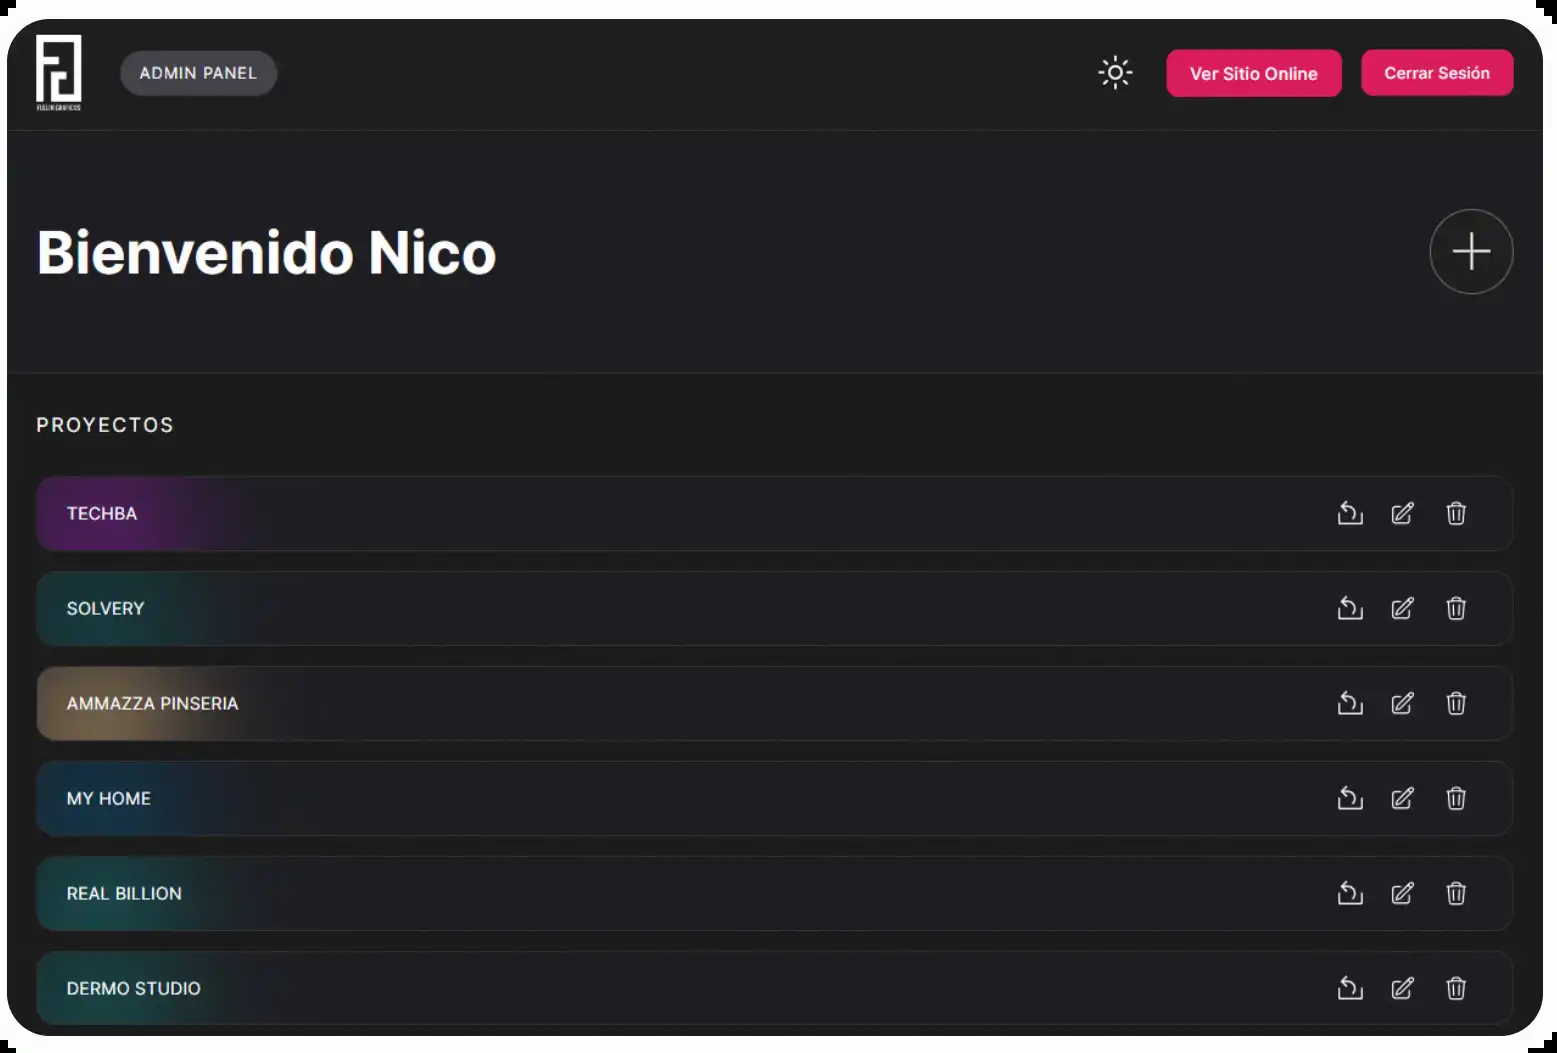 FULLINGRAFICOS
ADMIN PANEL
Ver Sitio Online
Cerrar Sesión
Bienvenido Nico
PROYECTOS
TECHBA
SOLVERY
AMMAZZA PINSERIA
MY HOME
REAL BILLION
DERMO STUDIO